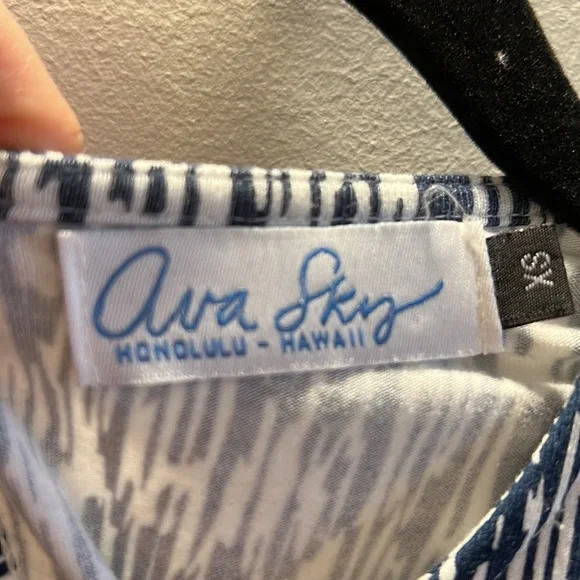 ava Sky
HONOLULU - HAWAII
XS